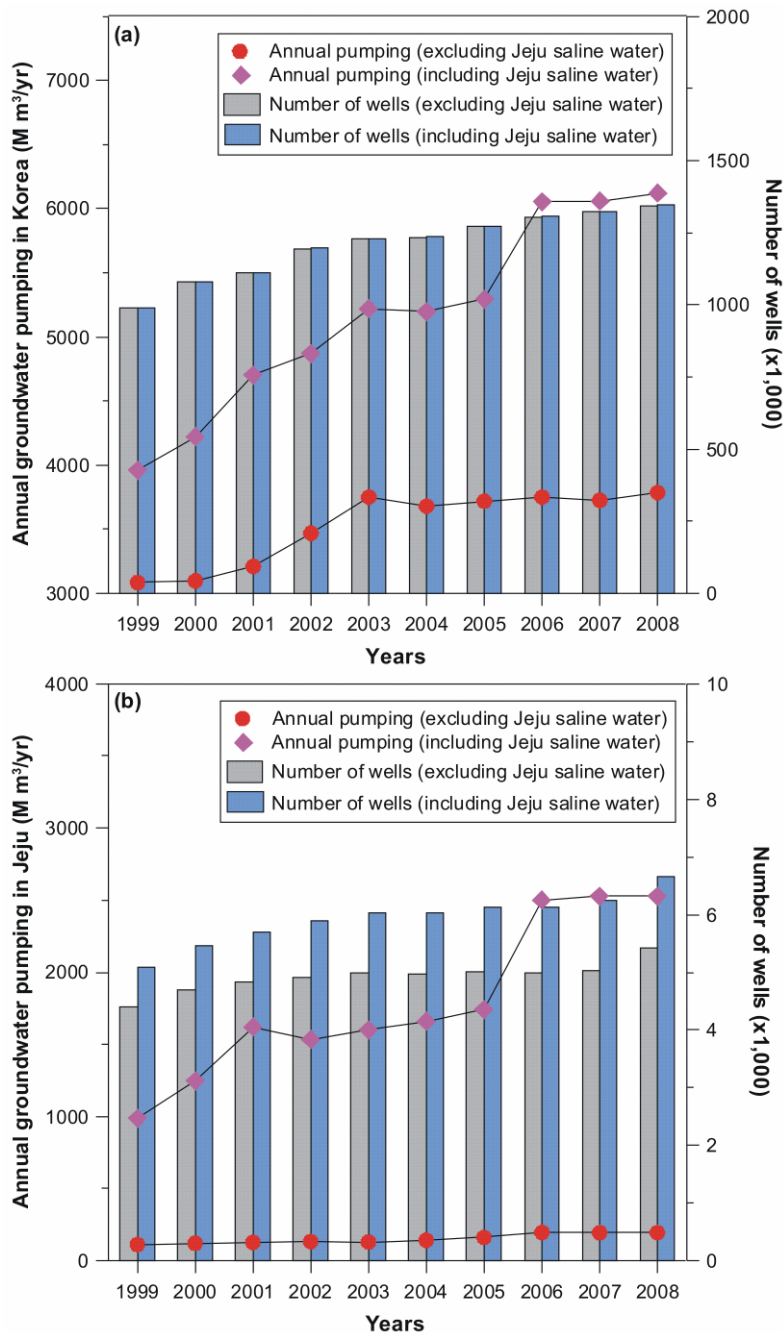 (a)
Annual pumping (excluding Jeju saline water)
Annual pumping (including Jeju saline water)
Number of wells (excluding Jeju saline water)
Number of wells (including Jeju saline water)
Annual groundwater pumping in Korea (M m³/yr)
7000
6000
5000
4000
3000
2000
1500
1000
500
0
Number of wells (x1,000)
1999 2000 2001 2002 2003 2004 2005 2006 2007 2008
Years
(b)
Annual pumping (excluding Jeju saline water)
Annual pumping (including Jeju saline water)
Number of wells (excluding Jeju saline water)
Number of wells (including Jeju saline water)
Annual groundwater pumping in Jeju (M m³/yr)
4000
3000
2000
1000
0
10
8
6
4
2
0
Number of wells (x1,000)
1999 2000 2001 2002 2003 2004 2005 2006 2007 2008
Years